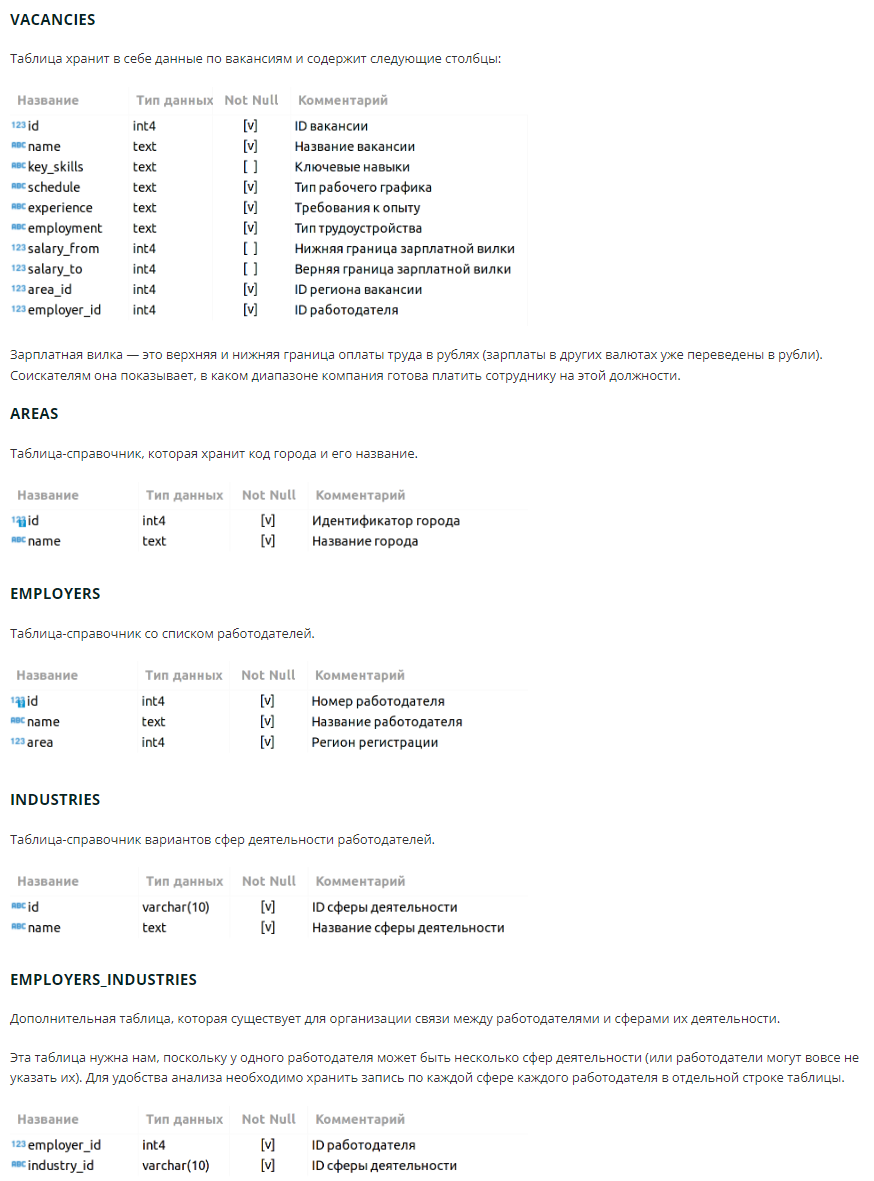 VACANCIES
Таблица хранит в себе данные по вакансиям и содержит следующие столбцы:
Название Тип данных Not Null Комментарий
123 id int4 [v] ID вакансии
ABC name text [v] Название вакансии
ABC key_skills text [ ] Ключевые навыки
ABC schedule text [v] Тип рабочего графика
ABC experience text [v] Требования к опыту
ABC employment text [v] Тип трудоустройства
123 salary_from int4 [ ] Нижняя граница зарплатной вилки
123 salary_to int4 [ ] Верняя граница зарплатной вилки
123 area_id int4 [v] ID региона вакансии
123 employer_id int4 [v] ID работодателя
Зарплатная вилка — это верхняя и нижняя граница оплаты труда в рублях (зарплаты в других валютах уже переведены в рубли).
Соискателям она показывает, в каком диапазоне компания готова платить сотруднику на этой должности.
AREAS
Таблица-справочник, которая хранит код города и его название.
Название Тип данных Not Null Комментарий
123 id int4 [v] Идентификатор города
ABC name text [v] Название города
EMPLOYERS
Таблица-справочник со списком работодателей.
Название Тип данных Not Null Комментарий
123 id int4 [v] Номер работодателя
ABC name text [v] Название работодателя
123 area int4 [v] Регион регистрации
INDUSTRIES
Таблица-справочник вариантов сфер деятельности работодателей.
Название Тип данных Not Null Комментарий
ABC id varchar(10) [v] ID сферы деятельности
ABC name text [v] Название сферы деятельности
EMPLOYERS_INDUSTRIES
Дополнительная таблица, которая существует для организации связи между работодателями и сферами их деятельности.
Эта таблица нужна нам, поскольку у одного работодателя может быть несколько сфер деятельности (или работодатели могут вовсе не
указать их). Для удобства анализа необходимо хранить запись по каждой сфере каждого работодателя в отдельной строке таблицы.
Название Тип данных Not Null Комментарий
123 employer_id int4 [v] ID работодателя
ABC industry_id varchar(10) [v] ID сферы деятельности